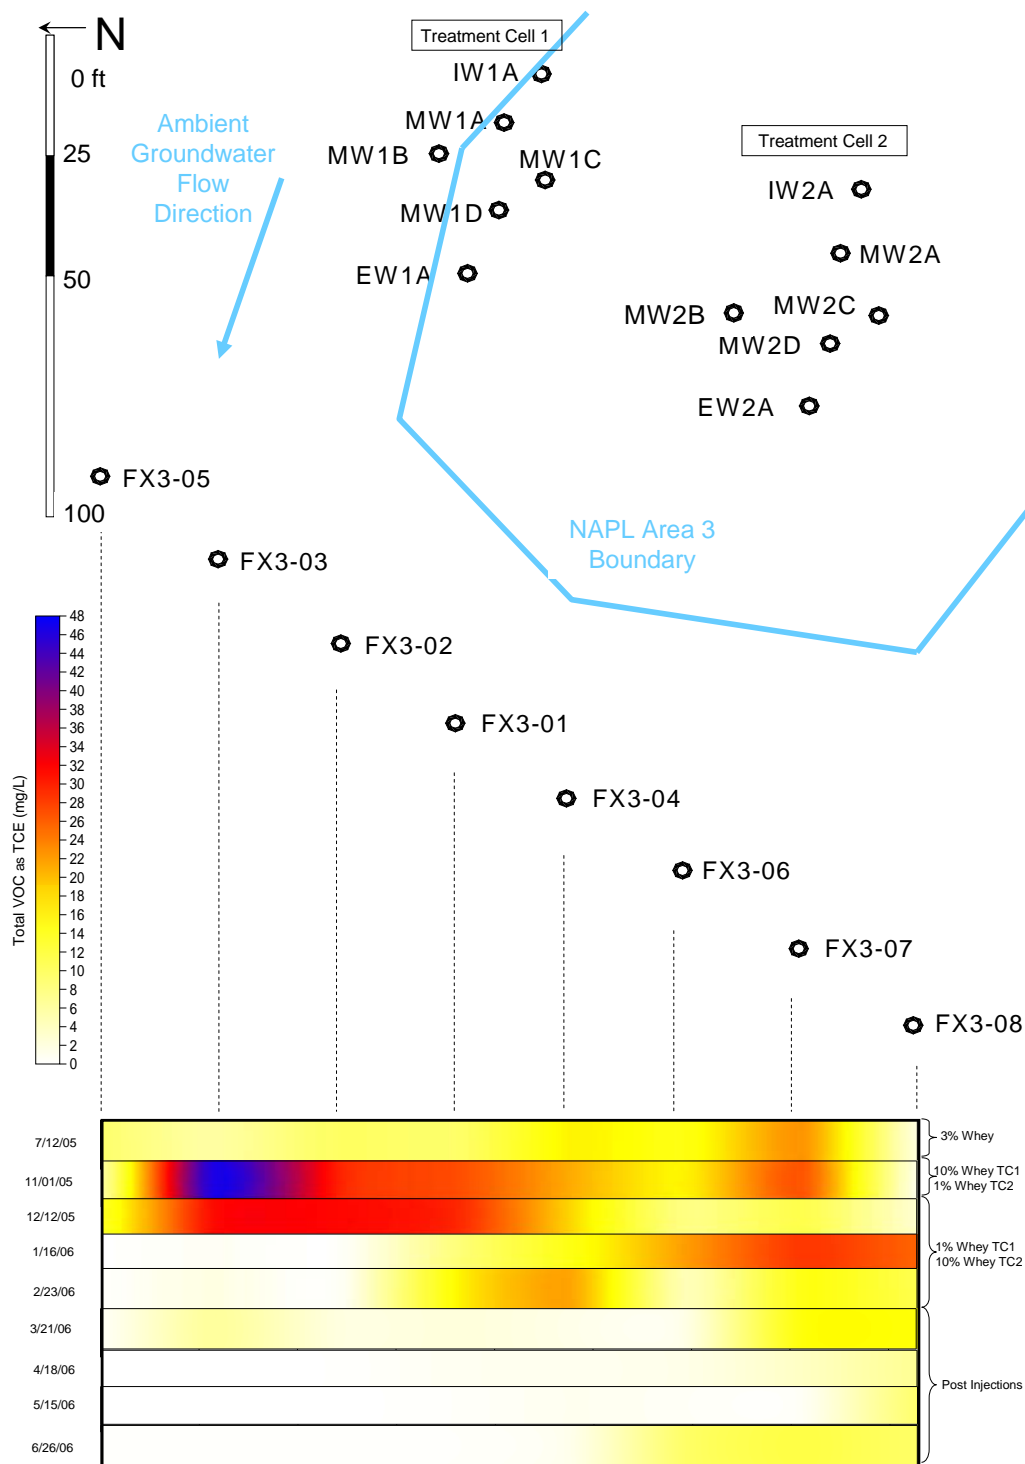 N
Treatment Cell 1
0 ft
IW1A
Ambient
Groundwater
Flow
Direction
MW1A
25
MW1B
MW1C
Treatment Cell 2
IW2A
MW1D
MW2A
50
EW1A
MW2B
MW2C
MW2D
EW2A
FX3-05
100
NAPL Area 3
Boundary
FX3-03
FX3-02
FX3-01
FX3-04
FX3-06
FX3-07
FX3-08
Total VOC as TCE (mg/L)
48
46
44
42
40
38
36
34
32
30
28
26
24
22
20
18
16
14
12
10
8
6
4
2
0
7/12/05
3% Whey
11/01/05
10% Whey TC1
1% Whey TC2
12/12/05
1/16/06
1% Whey TC1
10% Whey TC2
2/23/06
3/21/06
4/18/06
Post Injections
5/15/06
6/26/06